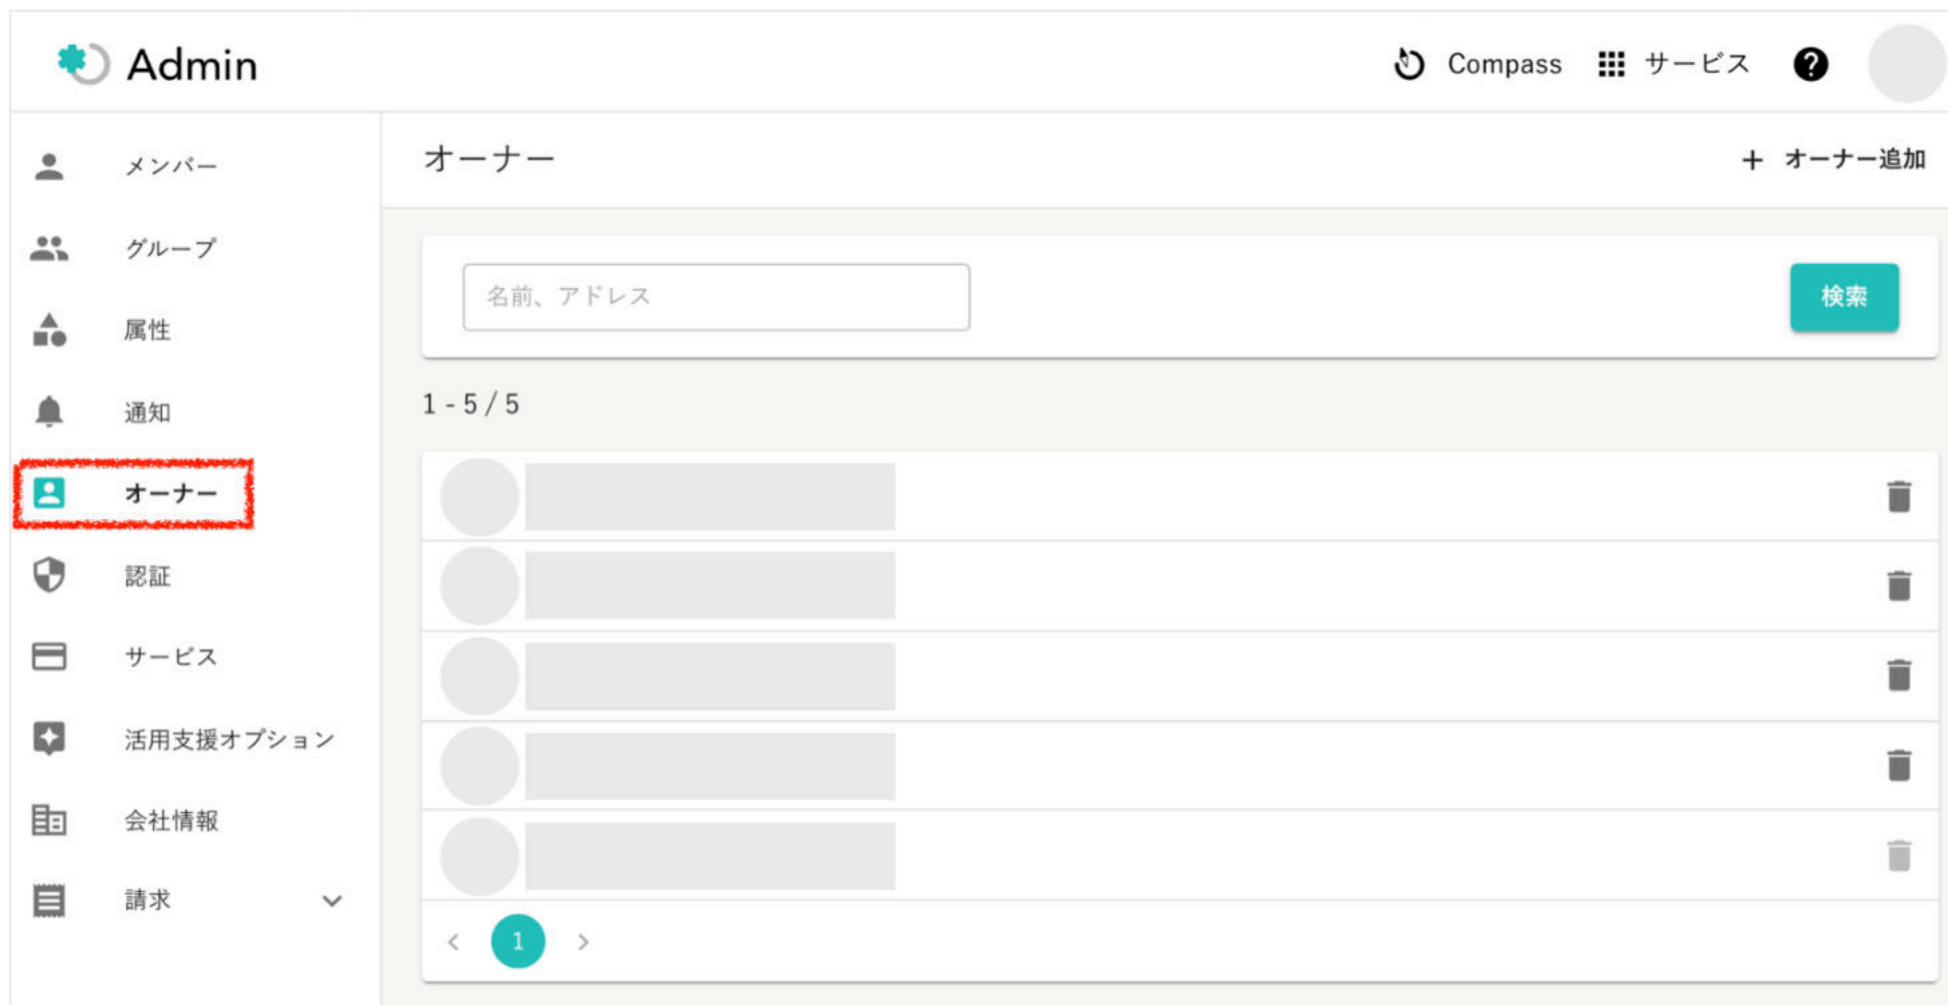 Admin
Compass
サービス
?
メンバー
グループ
属性
通知
オーナー
認証
サービス
活用支援オプション
会社情報
請求
オーナー
+ オーナー追加
名前、アドレス
検索
1 - 5 / 5
< 1 >